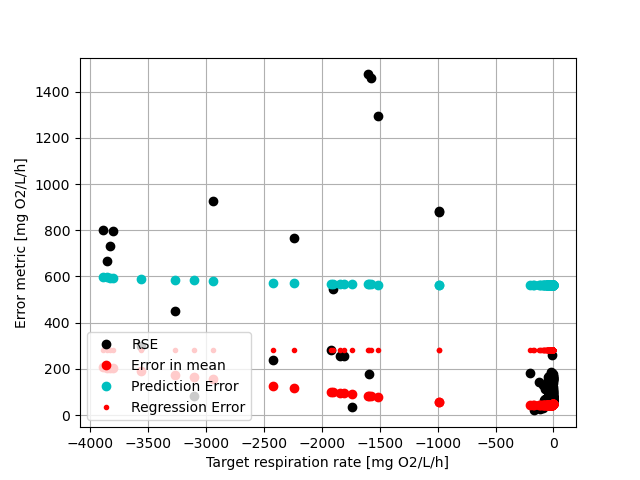 1400
1200
1000
800
600
400
200
0
Error metric [mg O2/L/h]
RSE
Error in mean
Prediction Error
Regression Error
−4000 −3500 −3000 −2500 −2000 −1500 −1000 −500 0
Target respiration rate [mg O2/L/h]